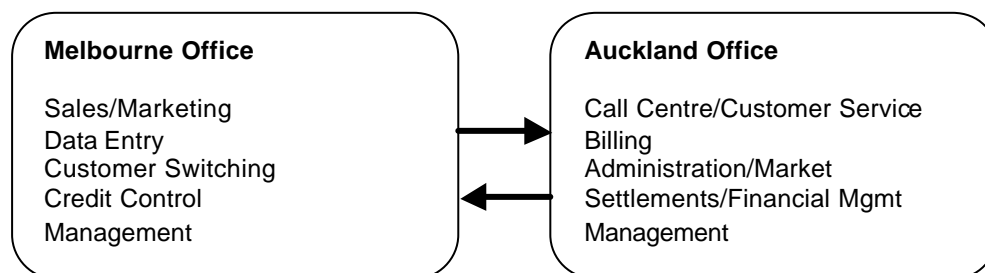 Melbourne Office
Sales/Marketing
Data Entry
Customer Switching
Credit Control
Management
Auckland Office
Call Centre/Customer Service
Billing
Administration/Market
Settlements/Financial Mgmt
Management